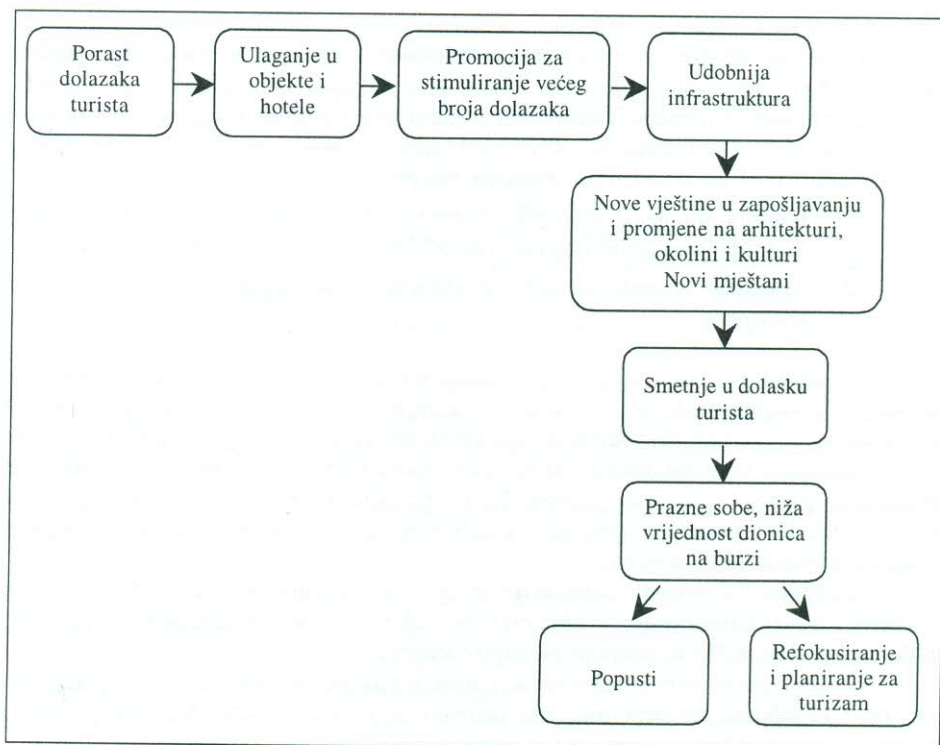 Porast
dolazaka
turista
Ulaganje u
objekte i
hotele
Promocija za
stimuliranje većeg
broja dolazaka
Udobnija
infrastruktura
Nove vještine u zapošljavanju
i promjene na arhitekturi,
okolini i kulturi
Novi mještani
Smetnje u dolasku
turista
Prazne sobe, niža
vrijednost dionica
na burzi
Popusti
Refokusiranje
i planiranje za
turizam